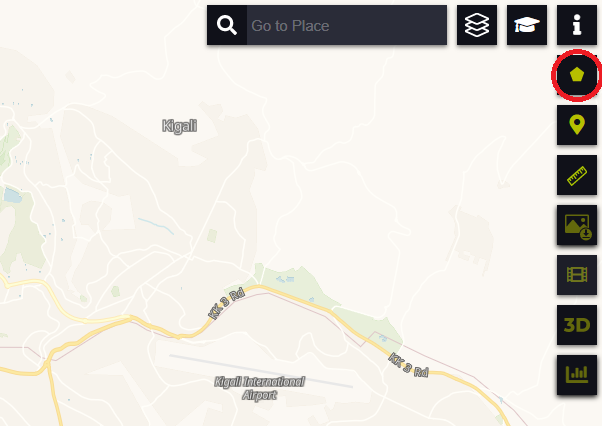 Go to Place
Kigali
KK 3 Rd
KK 3 Rd
Kigali International
Airport
3D